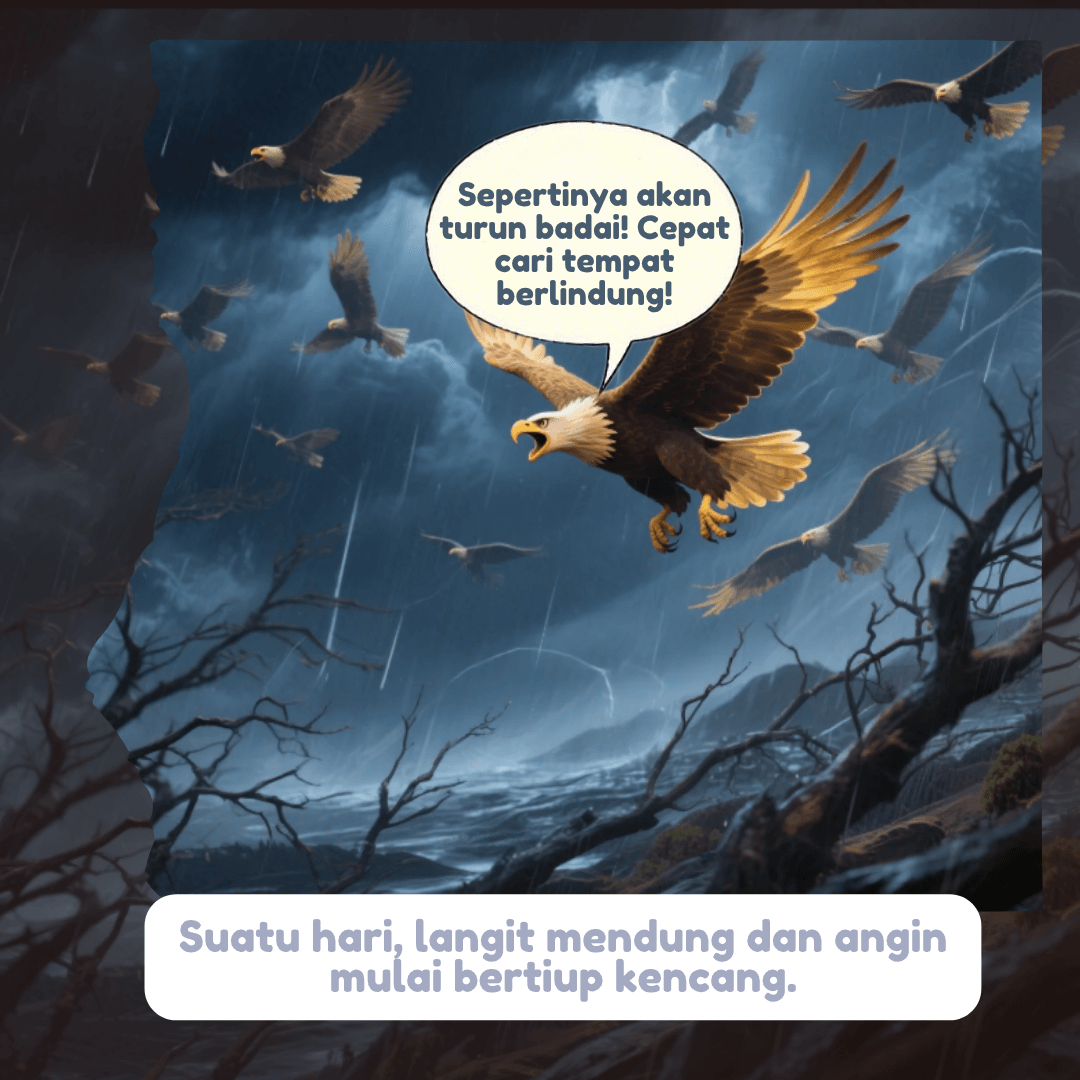 Sepertinya akan
turun badai! Cepat
cari tempat
berlindung!
Suatu hari, langit mendung dan angin
mulai bertiup kencang.